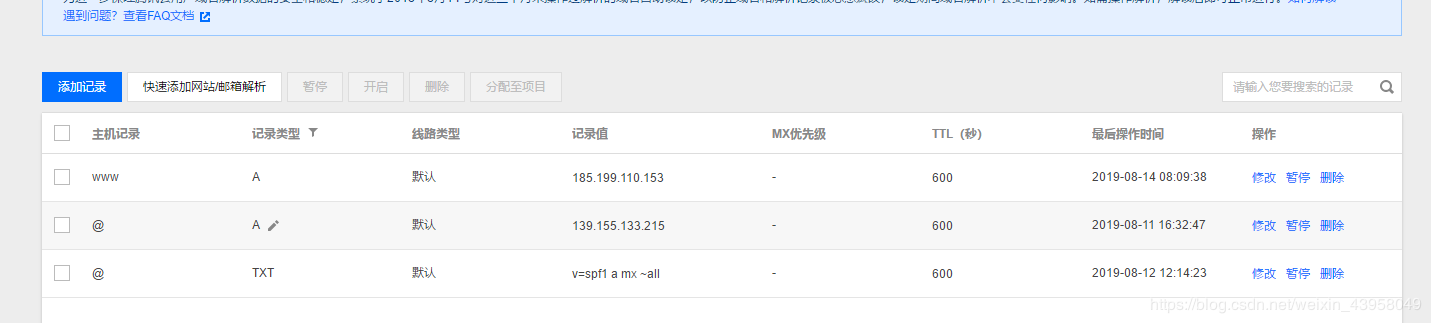 遇到问题？查看FAQ文档
添加记录 快速添加网站/邮箱解析 暂停 开启 删除 分配至项目 请输入您要搜索的记录
主机记录 记录类型 线路类型 记录值 MX优先级 TTL（秒） 最后操作时间 操作
www A 默认 185.199.110.153 - 600 2019-08-14 08:09:38 修改 暂停 删除
@ A 默认 139.155.133.215 - 600 2019-08-11 16:32:47 修改 暂停 删除
@ TXT 默认 v=spf1 a mx ~all - 600 2019-08-12 12:14:23 修改 暂停 删除
https://blog.csdn.net/weixin_43958049